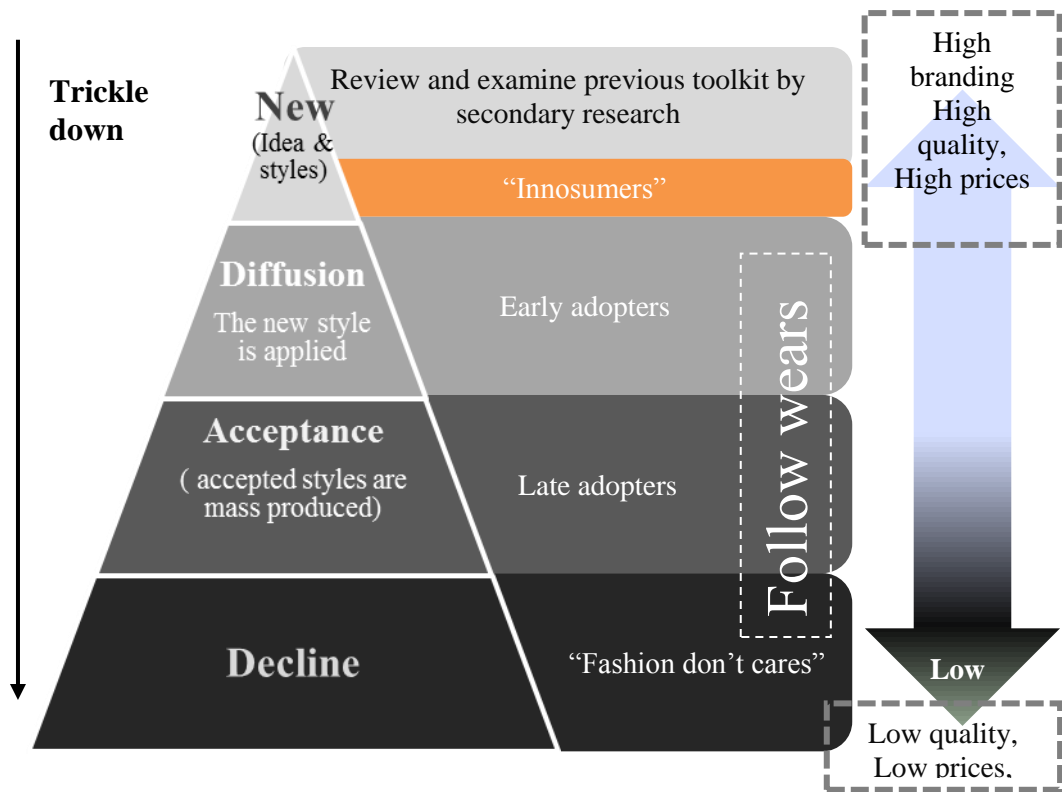 Trickle
down
New
(Idea &
styles)
Review and examine previous toolkit by
secondary research
“Innosumers”
Diffusion
The new style
is applied
Early adopters
Acceptance
( accepted styles are
mass produced)
Late adopters
Decline
“Fashion don’t cares”
Follow wears
High
branding
High
quality,
High prices
Low
Low quality,
Low prices,